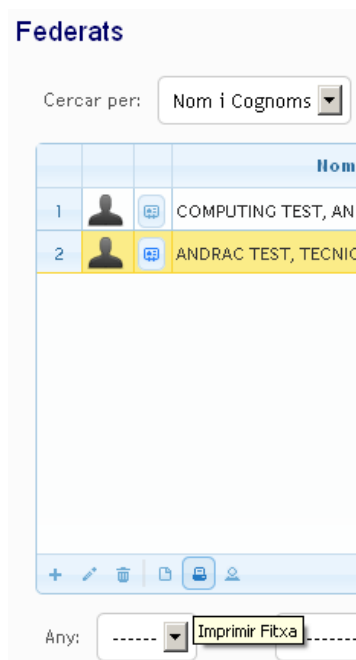 Federats
Cercar per: Nom i Cognoms
Nom
1 COMPUTING TEST, AN
2 ANDRAC TEST, TECNIC
Any: ------ Imprimir Fitxa ------